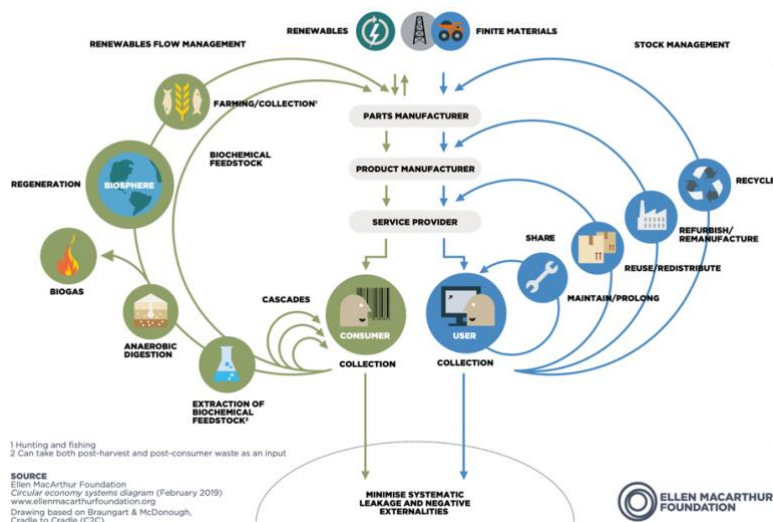 RENEWABLES
FINITE MATERIALS
RENEWABLES FLOW MANAGEMENT
STOCK MANAGEMENT
FARMING/COLLECTION¹
PARTS MANUFACTURER
BIOCHEMICAL
FEEDSTOCK
PRODUCT MANUFACTURER
REGENERATION
BIOSPHERE
RECYCLE
SERVICE PROVIDER
SHARE
REFURBISH/
REMANUFACTURE
REUSE/REDISTRIBUTE
BIOGAS
CASCADES
MAINTAIN/PROLONG
CONSUMER
USER
ANAEROBIC
DIGESTION
COLLECTION
COLLECTION
EXTRACTION OF
BIOCHEMICAL
FEEDSTOCK²
1 Hunting and fishing
2 Can take both post-harvest and post-consumer waste as an input
SOURCE
Ellen MacArthur Foundation
Circular economy systems diagram (February 2019)
www.ellenmacarthurfoundation.org
Drawing based on Braungart & McDonough,
Cradle to Cradle (C2C)
MINIMISE SYSTEMATIC
LEAKAGE AND NEGATIVE
EXTERNALITIES
ELLEN MACARTHUR
FOUNDATION